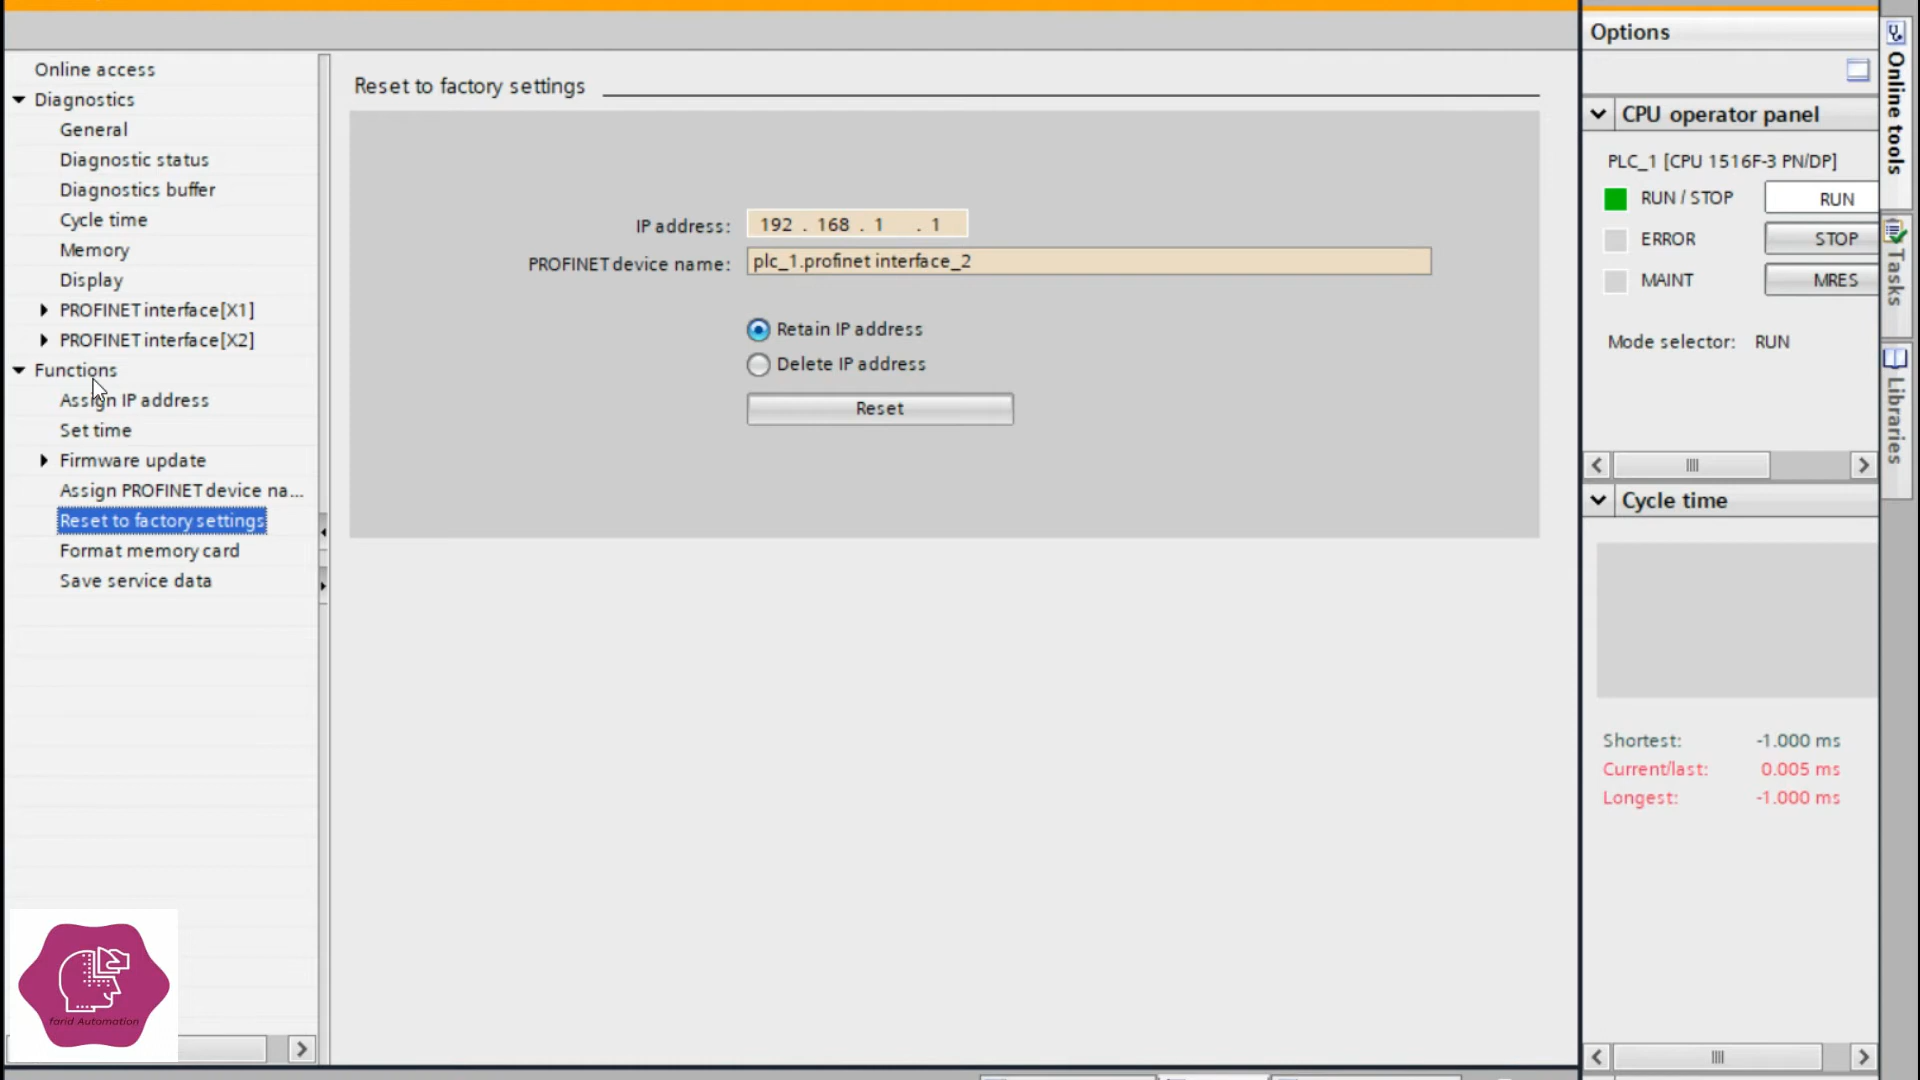 Online access
Diagnostics
General
Diagnostic status
Diagnostics buffer
Cycle time
Memory
Display
PROFINET interface[X1]
PROFINET interface[X2]
Functions
Assign IP address
Set time
Firmware update
Assign PROFINET device na...
Reset to factory settings
Format memory card
Save service data
farid Automation
Reset to factory settings
IP address: 192 . 168 . 1 . 1
PROFINET device name: plc_1.profinet interface_2
Retain IP address
Delete IP address
Reset
Options
CPU operator panel
PLC_1 [CPU 1516F-3 PN/DP]
RUN / STOP RUN
ERROR STOP
MAINT MRES
Mode selector: RUN
Cycle time
Shortest: -1.000 ms
Current/last: 0.005 ms
Longest: -1.000 ms
Online tools
Tasks
Libraries